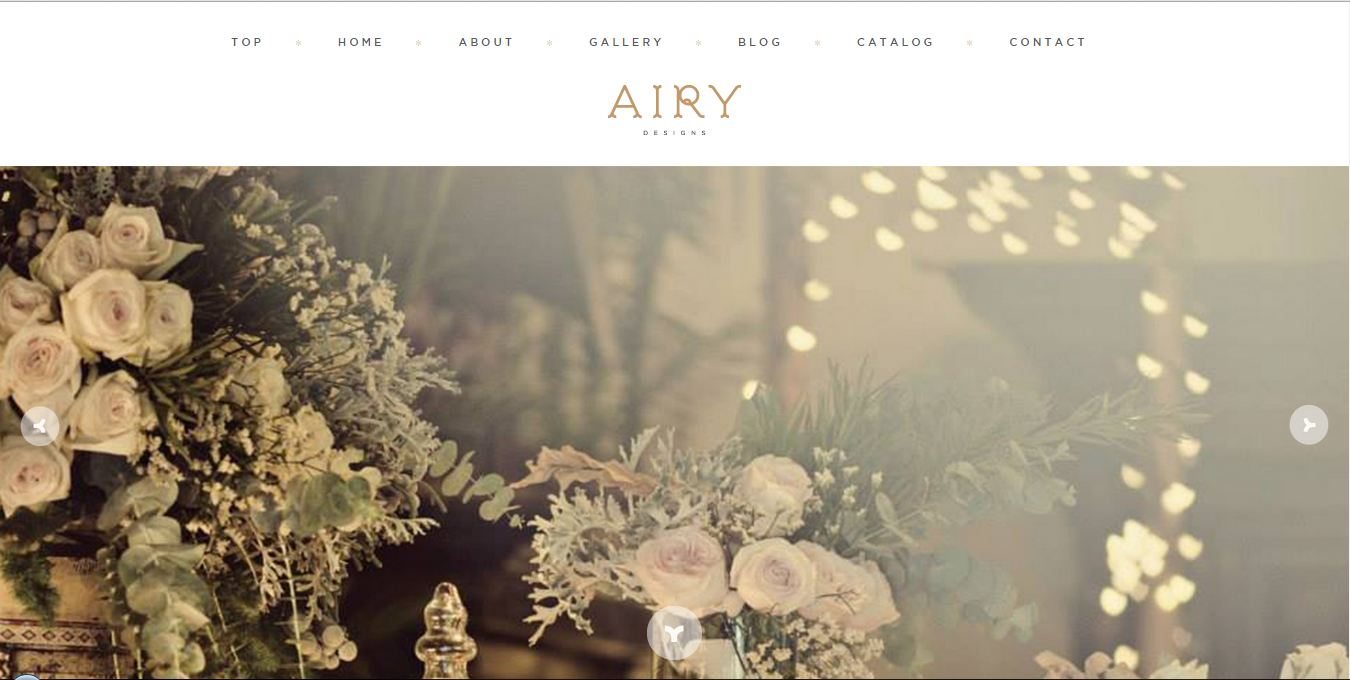 TOP HOME ABOUT GALLERY BLOG CATALOG CONTACT
AIRY
DESIGNS